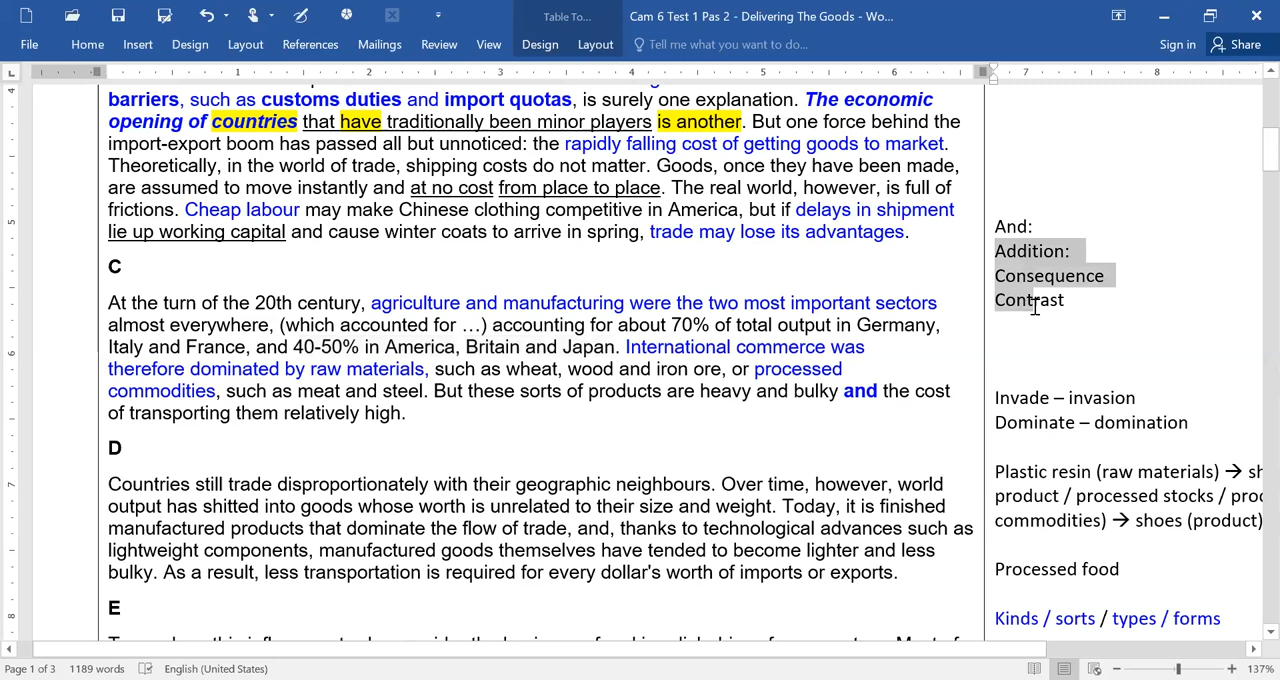 Table To...
Cam 6 Test 1 Pas 2 - Delivering The Goods - Wo...
File Home Insert Design Layout References Mailings Review View Design Layout Tell me what you want to do... Sign in Share
L 1 2 3 4 5 6 7 8
barriers, such as customs duties and import quotas, is surely one explanation. The economic
opening of countries that have traditionally been minor players is another. But one force behind the
import-export boom has passed all but unnoticed: the rapidly falling cost of getting goods to market.
Theoretically, in the world of trade, shipping costs do not matter. Goods, once they have been made,
are assumed to move instantly and at no cost from place to place. The real world, however, is full of
frictions. Cheap labour may make Chinese clothing competitive in America, but if delays in shipment
lie up working capital and cause winter coats to arrive in spring, trade may lose its advantages.
C
At the turn of the 20th century, agriculture and manufacturing were the two most important sectors
almost everywhere, (which accounted for …) accounting for about 70% of total output in Germany,
Italy and France, and 40-50% in America, Britain and Japan. International commerce was
therefore dominated by raw materials, such as wheat, wood and iron ore, or processed
commodities, such as meat and steel. But these sorts of products are heavy and bulky and the cost
of transporting them relatively high.
D
Countries still trade disproportionately with their geographic neighbours. Over time, however, world
output has shitted into goods whose worth is unrelated to their size and weight. Today, it is finished
manufactured products that dominate the flow of trade, and, thanks to technological advances such as
lightweight components, manufactured goods themselves have tended to become lighter and less
bulky. As a result, less transportation is required for every dollar's worth of imports or exports.
E
And:
Addition:
Consequence
Contrast
Invade – invasion
Dominate – domination
Plastic resin (raw materials) → sh
product / processed stocks / proc
commodities) → shoes (product)
Processed food
Kinds / sorts / types / forms
4
5
6
7
8
Page 1 of 3 1189 words English (United States) 137%